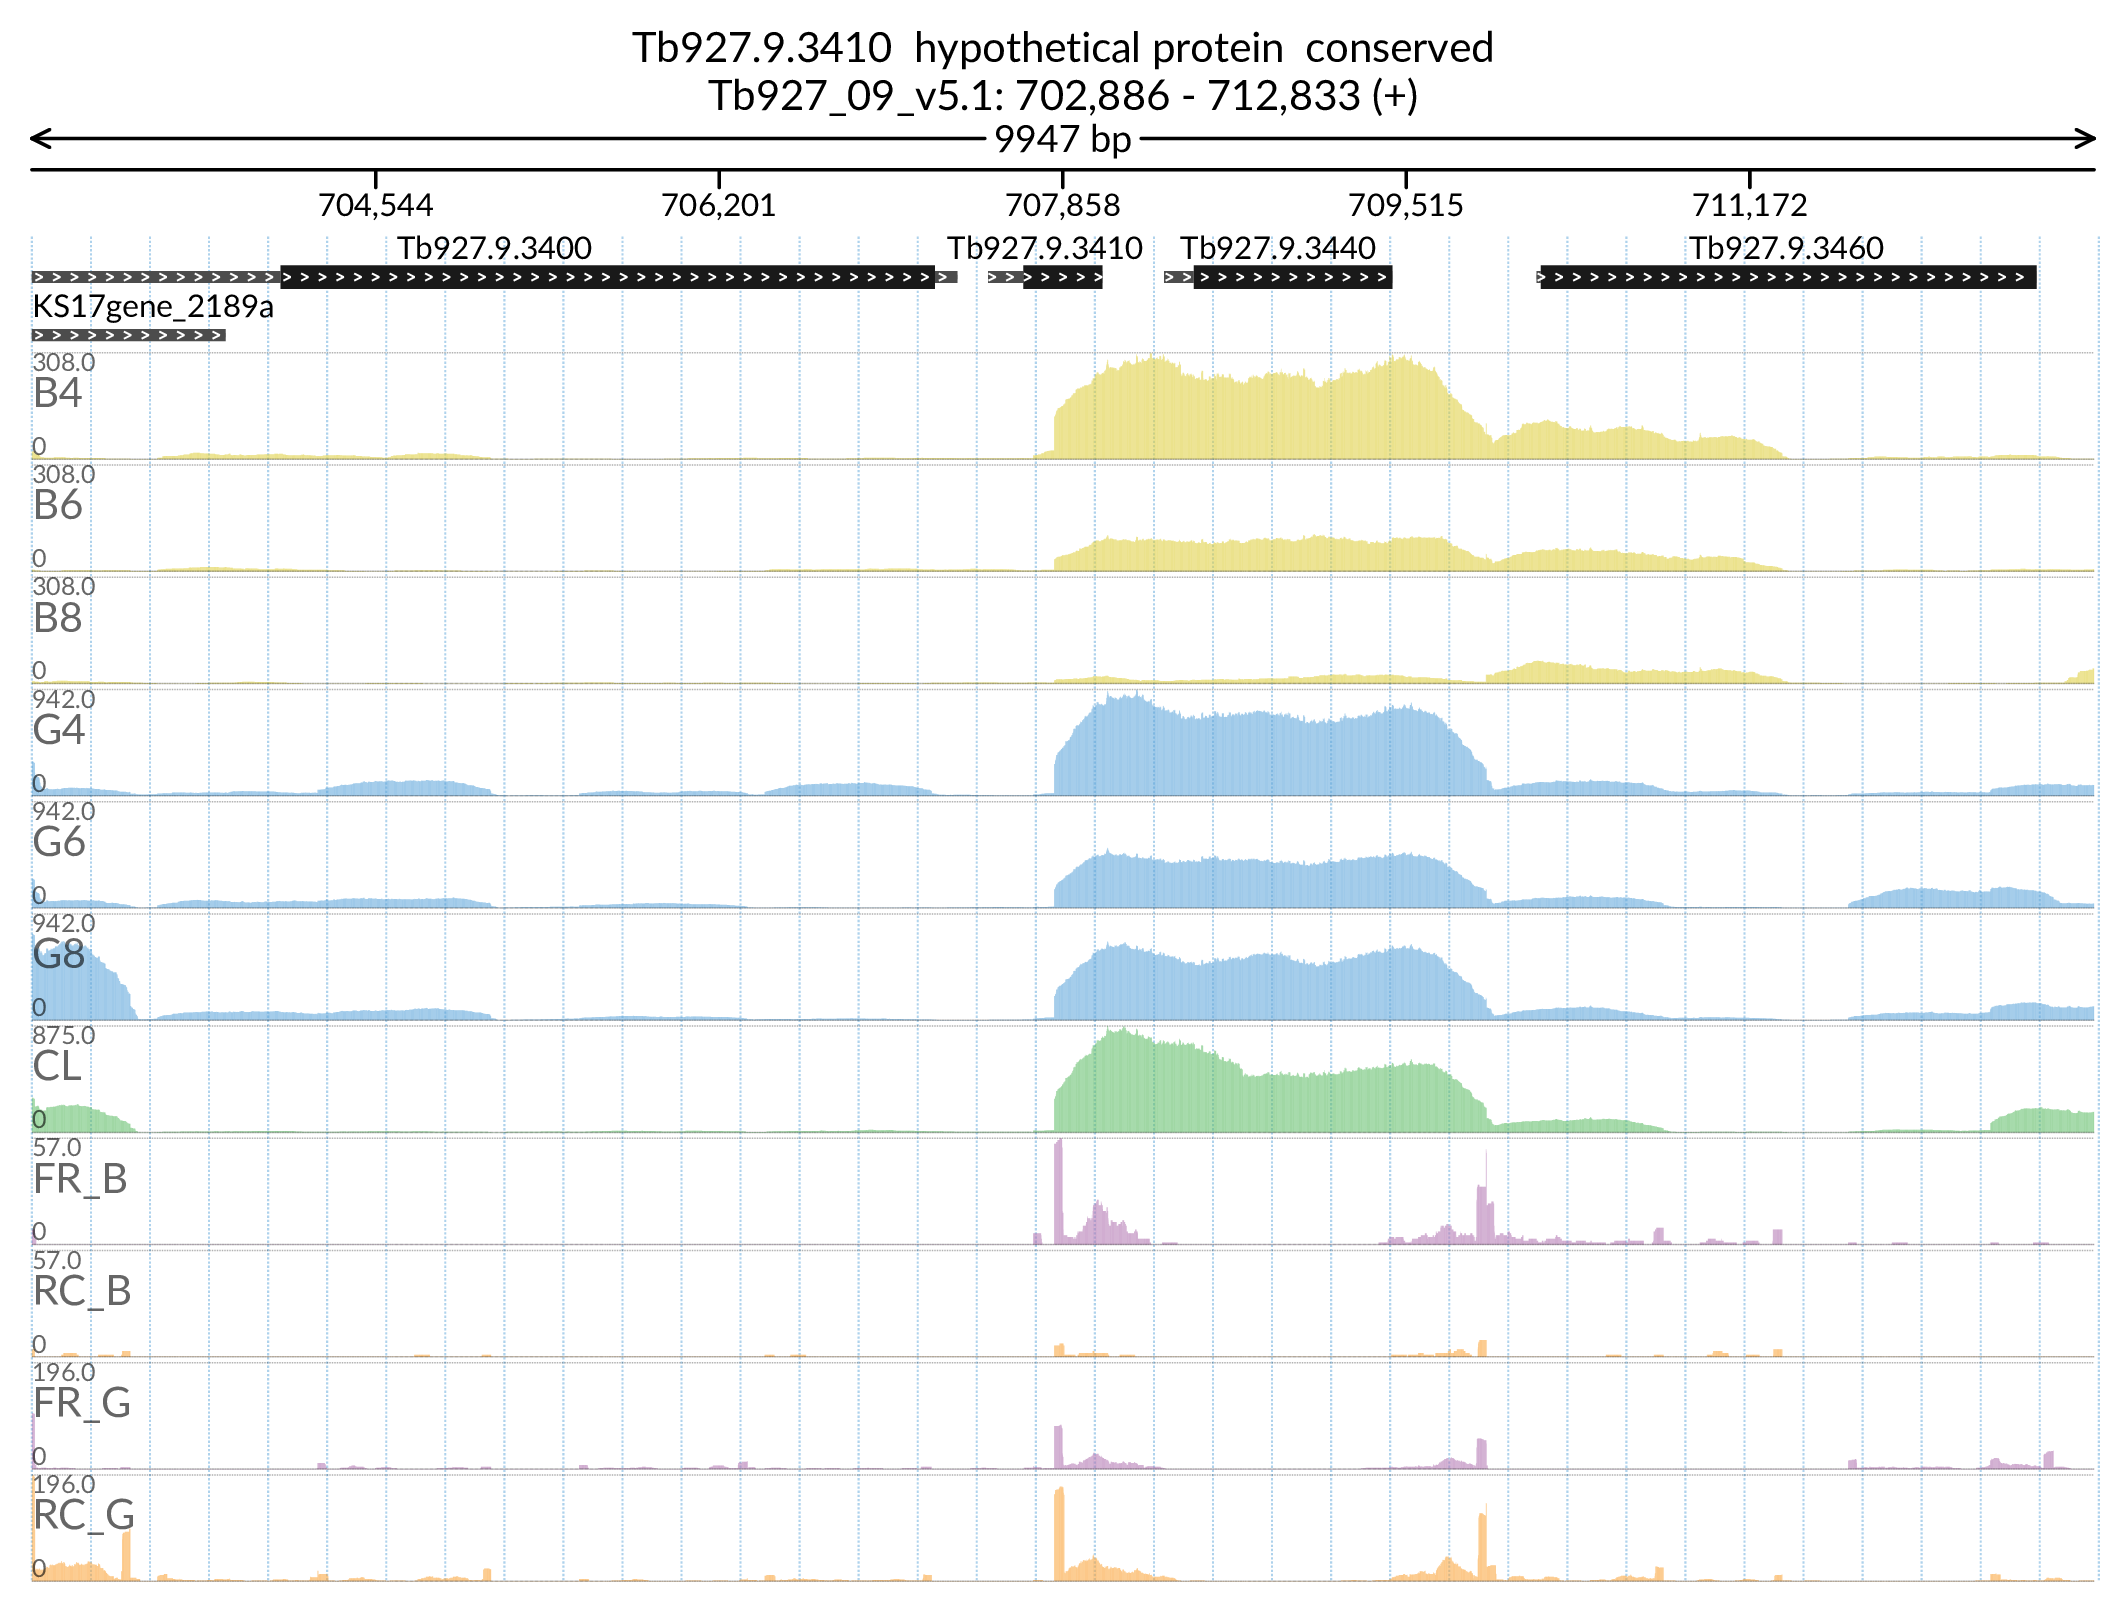 Tb927.9.3410 hypothetical protein conserved
Tb927_09_v5.1: 702,886 - 712,833 (+)
9947 bp
704,544 706,201 707,858 709,515 711,172
Tb927.9.3400 Tb927.9.3410 Tb927.9.3440 Tb927.9.3460
KS17gene_2189a
308.0
B4
0
308.0
B6
0
308.0
B8
0
942.0
G4
0
942.0
G6
0
942.0
G8
0
875.0
CL
0
57.0
FR_B
0
57.0
RC_B
0
196.0
FR_G
0
196.0
RC_G
0